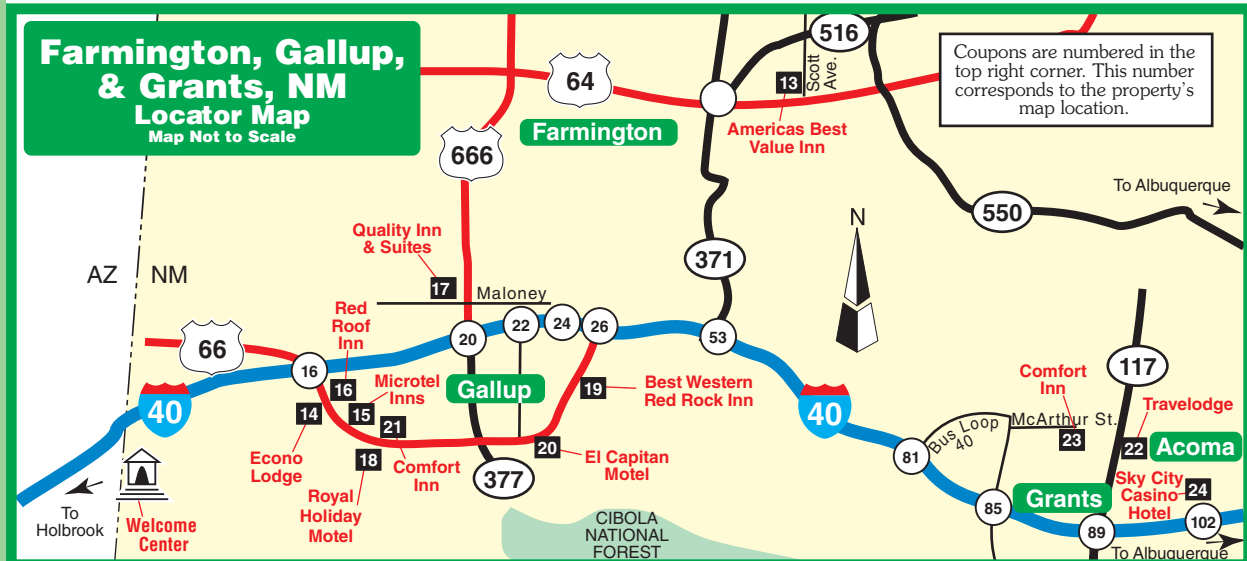 Farmington, Gallup,
& Grants, NM
Locator Map
Map Not to Scale
64
516
Scott
Ave.
13
Coupons are numbered in the
top right corner. This number
corresponds to the property's
map location.
Farmington
Americas Best
Value Inn
666
To Albuquerque
550
N
Quality Inn
& Suites
371
AZ
NM
17
Maloney
Red
Roof
Inn
66
20
22
24
26
53
16
117
16
Microtel
Inns
Gallup
19
Best Western
Red Rock Inn
Comfort
Inn
40
40
14
15
21
Bus Loop
40
McArthur St.
Travelodge
23
22
Acoma
81
Econo
Lodge
18
Comfort
Inn
20
El Capitan
Motel
377
Royal
Holiday
Motel
Sky City
Casino
Hotel
24
Grants
85
89
102
To
Holbrook
Welcome
Center
CIBOLA
NATIONAL
FOREST
To Albuquerque